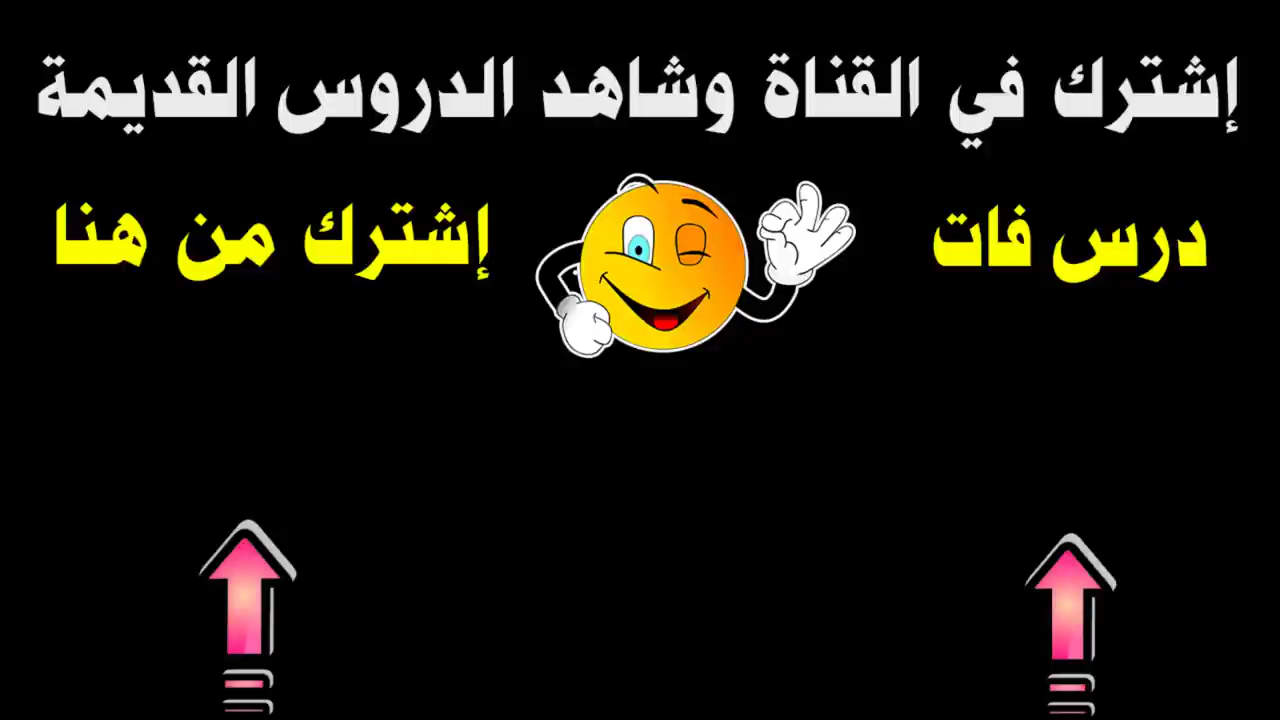 إشترك في القناة وشاهد الدروس القديمة
درس فات
إشترك من هنا